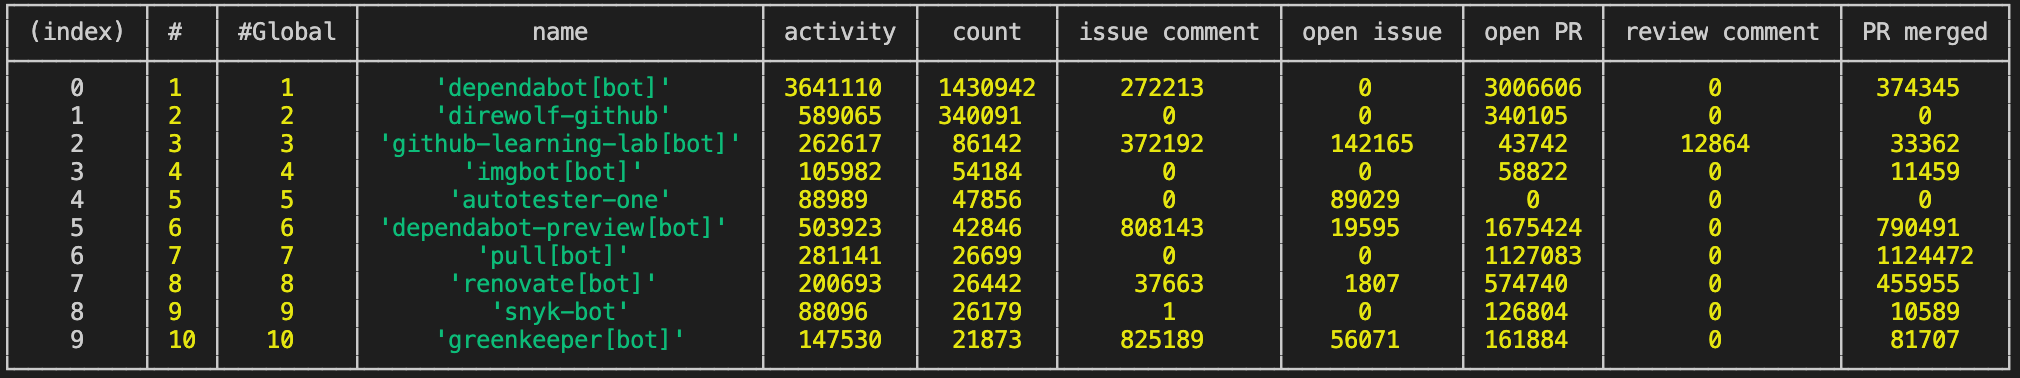 (index) # #Global name activity count issue comment open issue open PR review comment PR merged
0 1 1 'dependabot[bot]' 3641110 1430942 272213 0 3006606 0 374345
1 2 2 'direwolf-github' 589065 340091 0 0 340105 0 0
2 3 3 'github-learning-lab[bot]' 262617 86142 372192 142165 43742 12864 33362
3 4 4 'imgbot[bot]' 105982 54184 0 0 58822 0 11459
4 5 5 'autotester-one' 88989 47856 0 89029 0 0 0
5 6 6 'dependabot-preview[bot]' 503923 42846 808143 19595 1675424 0 790491
6 7 7 'pull[bot]' 281141 26699 0 0 1127083 0 1124472
7 8 8 'renovate[bot]' 200693 26442 37663 1807 574740 0 455955
8 9 9 'snyk-bot' 88096 26179 1 0 126804 0 10589
9 10 10 'greenkeeper[bot]' 147530 21873 825189 56071 161884 0 81707